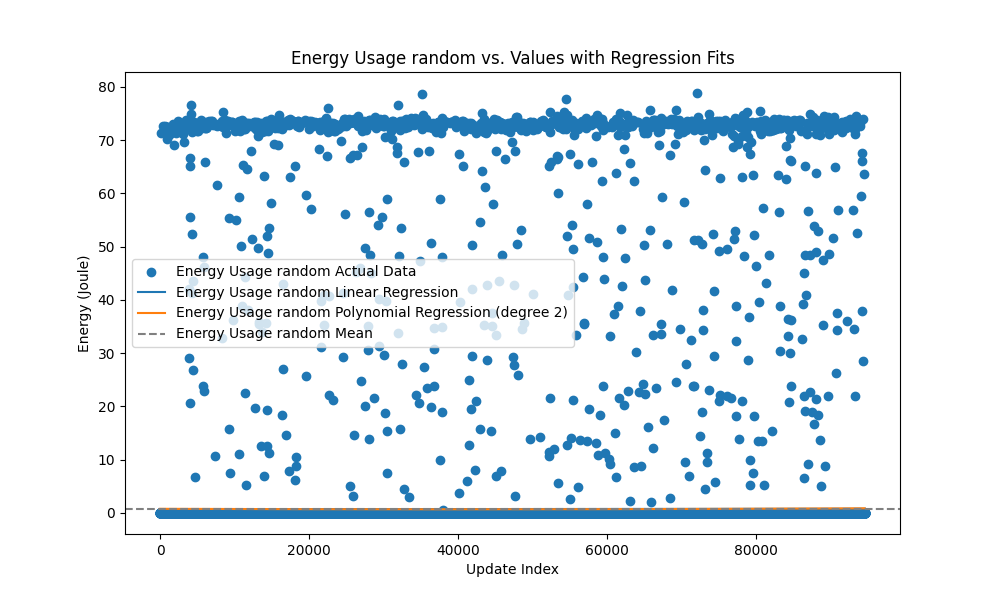 Energy Usage random vs. Values with Regression Fits
80
70
60
50
40
30
20
10
0
Energy (Joule)
Energy Usage random Actual Data
Energy Usage random Linear Regression
Energy Usage random Polynomial Regression (degree 2)
Energy Usage random Mean
0 20000 40000 60000 80000
Update Index